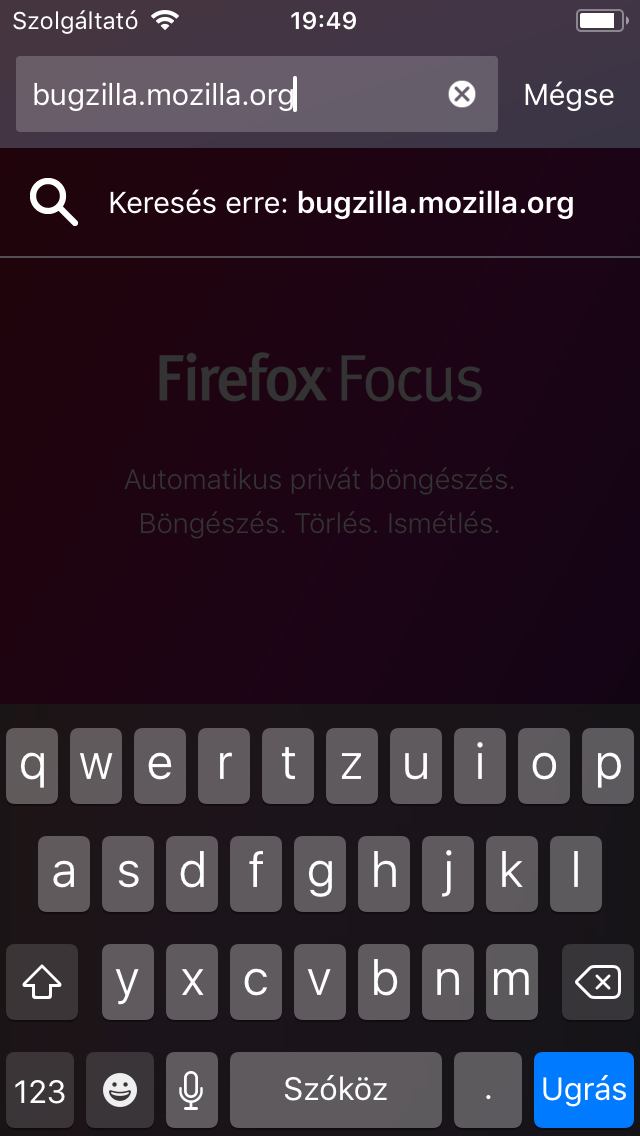 Szolgáltató 19:49
bugzilla.mozilla.org Mégse
Keresés erre: bugzilla.mozilla.org
Firefox Focus
Automatikus privát böngészés.
Böngészés. Törlés. Ismétlés.
q w e r t z u i o p
a s d f g h j k l
y x c v b n m
123 Szóköz . Ugrás